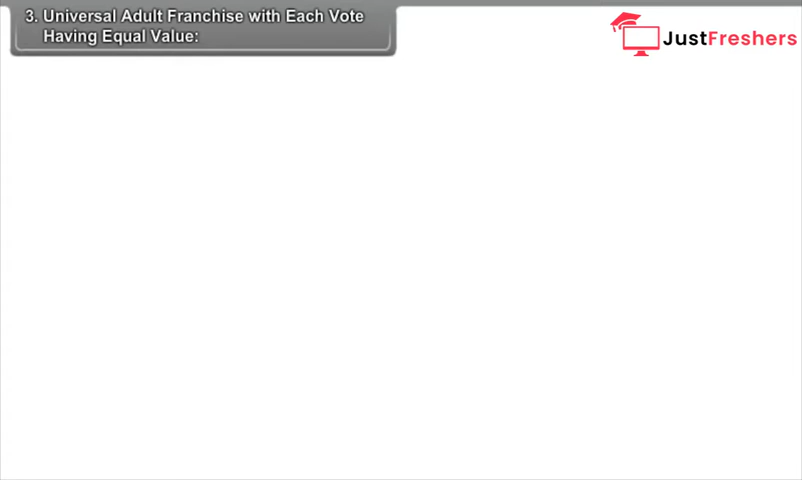 3. Universal Adult Franchise with Each Vote
Having Equal Value:
JustFreshers